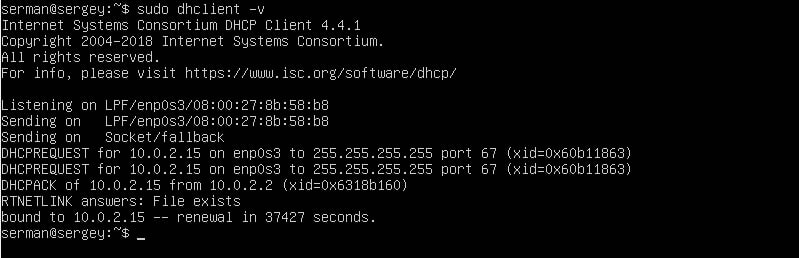 serman@sergey:~$ sudo dhclient -v
Internet Systems Consortium DHCP Client 4.4.1
Copyright 2004-2018 Internet Systems Consortium.
All rights reserved.
For info, please visit https://www.isc.org/software/dhcp/

Listening on LPF/enp0s3/08:00:27:8b:58:b8
Sending on   LPF/enp0s3/08:00:27:8b:58:b8
Sending on   Socket/fallback
DHCPREQUEST for 10.0.2.15 on enp0s3 to 255.255.255.255 port 67 (xid=0x60b11863)
DHCPREQUEST for 10.0.2.15 on enp0s3 to 255.255.255.255 port 67 (xid=0x60b11863)
DHCPACK of 10.0.2.15 from 10.0.2.2 (xid=0x6318b160)
RTNETLINK answers: File exists
bound to 10.0.2.15 -- renewal in 37427 seconds.
serman@sergey:~$ _